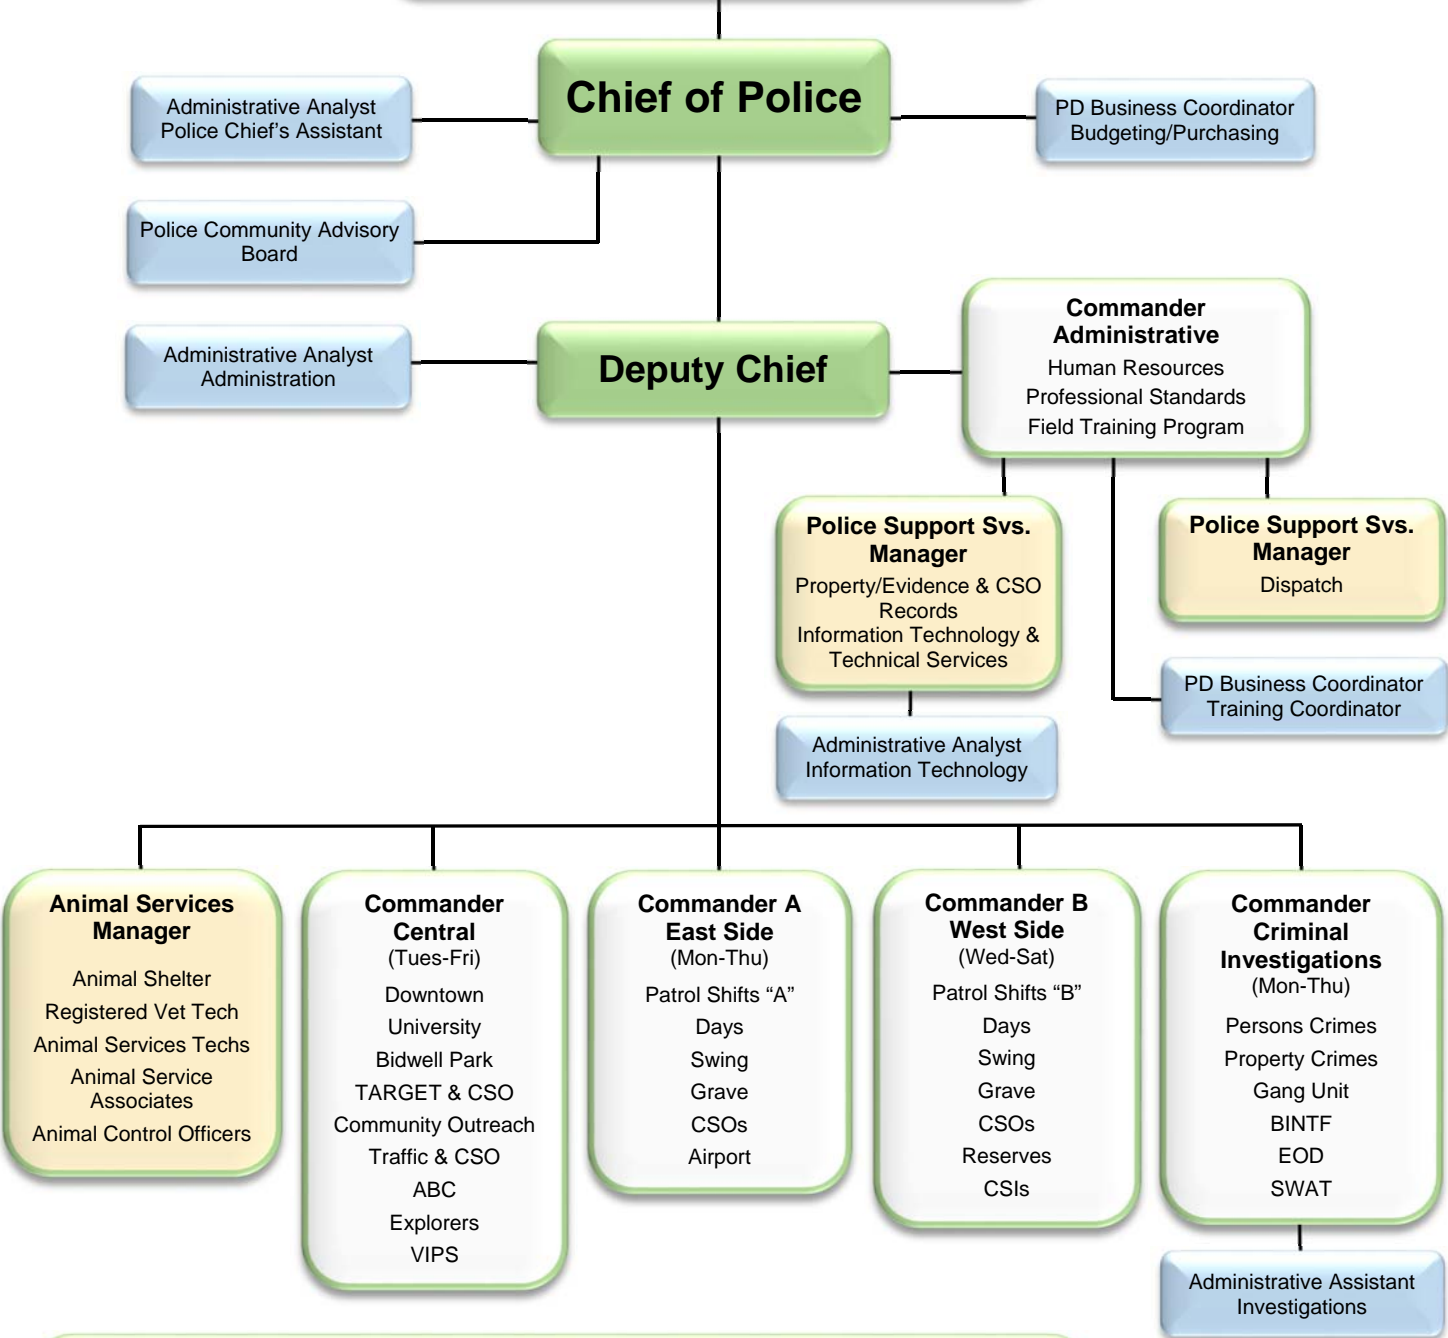 Chief of Police
Administrative Analyst
Police Chief’s Assistant
PD Business Coordinator
Budgeting/Purchasing
Police Community Advisory
Board
Administrative Analyst
Administration
Deputy Chief
Commander
Administrative
Human Resources
Professional Standards
Field Training Program
Police Support Svs.
Manager
Property/Evidence & CSO
Records
Information Technology &
Technical Services
Police Support Svs.
Manager
Dispatch
PD Business Coordinator
Training Coordinator
Administrative Analyst
Information Technology
Animal Services
Manager
Animal Shelter
Registered Vet Tech
Animal Services Techs
Animal Service
Associates
Animal Control Officers
Commander
Central
(Tues-Fri)
Downtown
University
Bidwell Park
TARGET & CSO
Community Outreach
Traffic & CSO
ABC
Explorers
VIPS
Commander A
East Side
(Mon-Thu)
Patrol Shifts “A”
Days
Swing
Grave
CSOs
Airport
Commander B
West Side
(Wed-Sat)
Patrol Shifts “B”
Days
Swing
Grave
CSOs
Reserves
CSIs
Commander
Criminal
Investigations
(Mon-Thu)
Persons Crimes
Property Crimes
Gang Unit
BINTF
EOD
SWAT
Administrative Assistant
Investigations